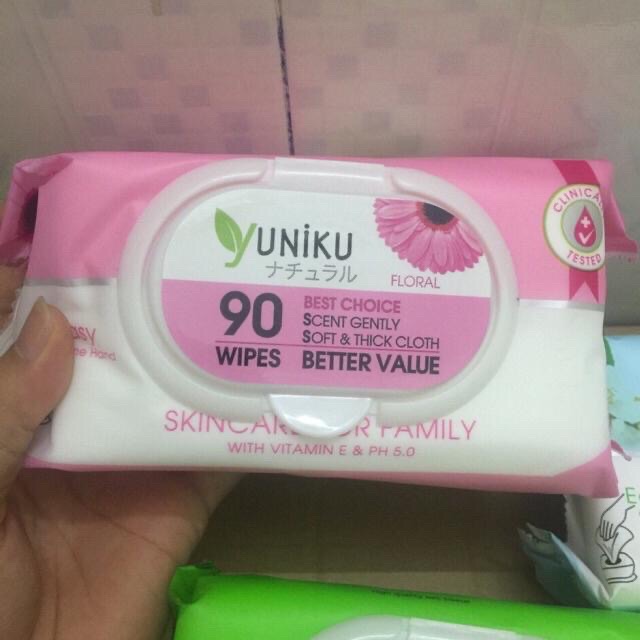 yUNiKU
ナチュラル
FLORAL
90
WIPES
BEST CHOICE
SCENT GENTLY
SOFT & THICK CLOTH
BETTER VALUE
CLINICAL
TESTED
SKINCARE FOR FAMILY
WITH VITAMIN E & PH 5.0
Hand